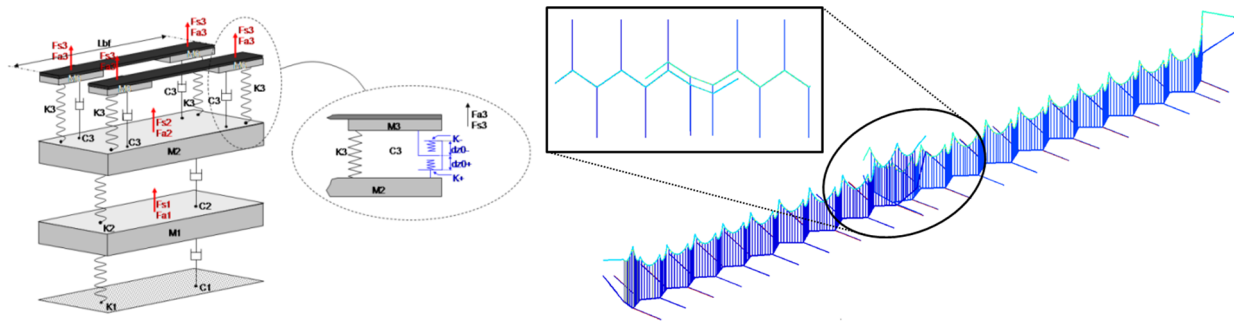 Fs3
Fa3
Lbf
Fs3
Fa3
Fs3
Fa3
Fs3
Fa3
K3
C3
K3
C3
K3
C3
K3
C3
Fs2
Fa2
M2
Fs1
Fa1
C2
K2
M1
C1
K1
Fa3
Fs3
M3
K-
K3
C3
dz0-
dz0+
K+
M2